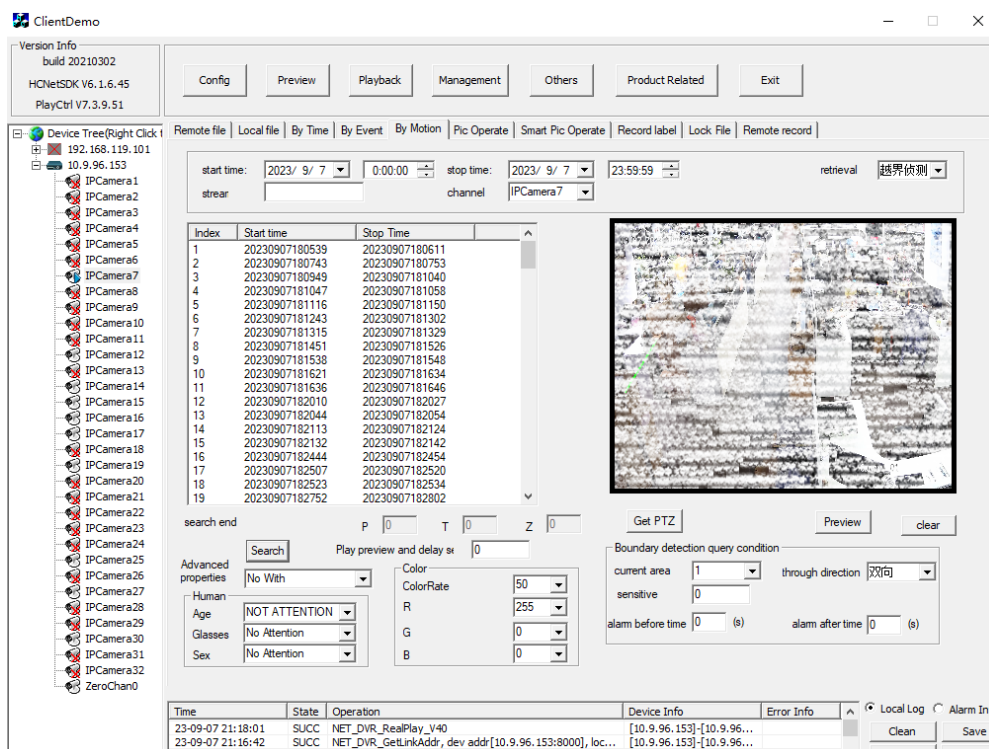 ClientDemo
Version Info
build 20210302
HCNetSDK V6.1.6.45
PlayCtrl V7.3.9.51
Config Preview Playback Management Others Product Related Exit
Device Tree(Right Click t
192.168.119.101
10.9.96.153
IPCamera1
IPCamera2
IPCamera3
IPCamera4
IPCamera5
IPCamera6
IPCamera7
IPCamera8
IPCamera9
IPCamera10
IPCamera11
IPCamera12
IPCamera13
IPCamera14
IPCamera15
IPCamera16
IPCamera17
IPCamera18
IPCamera19
IPCamera20
IPCamera21
IPCamera22
IPCamera23
IPCamera24
IPCamera25
IPCamera26
IPCamera27
IPCamera28
IPCamera29
IPCamera30
IPCamera31
IPCamera32
ZeroChan0
Remote file Local file By Time By Event By Motion Pic Operate Smart Pic Operate Record label Lock File Remote record
start time: 2023/ 9/ 7 0:00:00 stop time: 2023/ 9/ 7 23:59:59 retrieval 越界侦测
strear channel IPCamera7
Index Start time Stop Time
1 20230907180539 20230907180611
2 20230907180743 20230907180753
3 20230907180949 20230907181040
4 20230907181047 20230907181058
5 20230907181116 20230907181150
6 20230907181243 20230907181302
7 20230907181315 20230907181329
8 20230907181451 20230907181526
9 20230907181538 20230907181548
10 20230907181621 20230907181634
11 20230907181636 20230907181646
12 20230907182010 20230907182027
13 20230907182044 20230907182054
14 20230907182113 20230907182124
15 20230907182132 20230907182142
16 20230907182444 20230907182454
17 20230907182507 20230907182520
18 20230907182523 20230907182534
19 20230907182752 20230907182802
search end P 0 T 0 Z 0 Get PTZ Preview clear
Search Play preview and delay se 0
Advanced
properties No With
Human
Age NOT ATTENTION
Glasses No Attention
Sex No Attention
Color
ColorRate 50
R 255
G 0
B 0
Boundary detection query condition
current area 1 through direction 双向
sensitive 0
alarm before time 0 (s) alarm after time 0 (s)
Time State Operation Device Info Error Info
23-09-07 21:18:01 SUCC NET_DVR_RealPlay_V40 [10.9.96.153]-[10.9.96...
23-09-07 21:16:42 SUCC NET_DVR_GetLinkAddr, dev addr[10.9.96.153:8000], loc... [10.9.96.153]-[10.9.96...
Local Log Alarm In
Clean Save